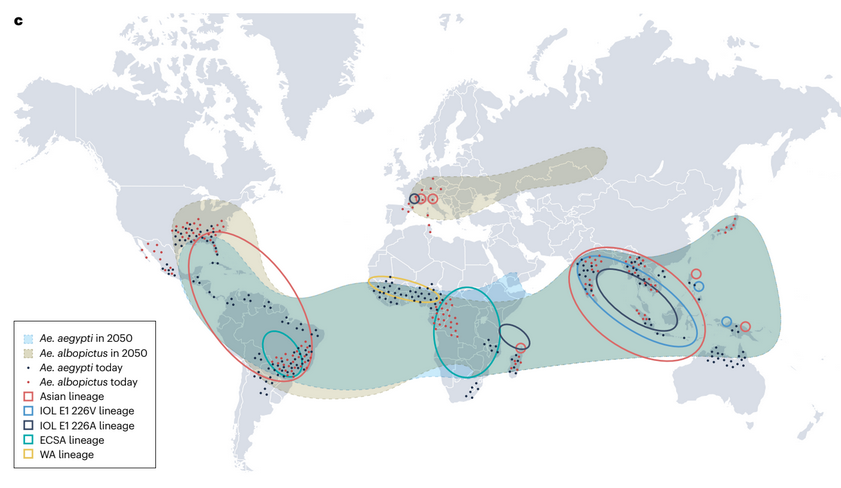 c
Ae. aegypti in 2050
Ae. albopictus in 2050
Ae. aegypti today
Ae. albopictus today
Asian lineage
IOL E1 226V lineage
IOL E1 226A lineage
ECSA lineage
WA lineage